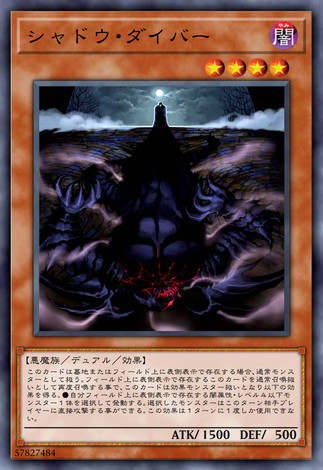 シャドウ・ダイバー
やみ
闇
【悪魔族/デュアル/効果】
このカードは墓地またはフィールド上に表側表示で存在する場合、通常モンス
ターとして扱う。フィールド上に表側表示で存在するこのカードを通常召喚扱
いとして再度召喚する事で、このカードは効果モンスター扱いとなり以下の効
果を得る。●自分フィールド上に表側表示で存在する闇属性・レベル4以下モ
ンスター1体を選択して発動する。選択したモンスターはこのターン相手プレ
イヤーに直接攻撃する事ができる。この効果は1ターンに1度しか使用できな
い。
ATK/1500 DEF/ 500
57827484